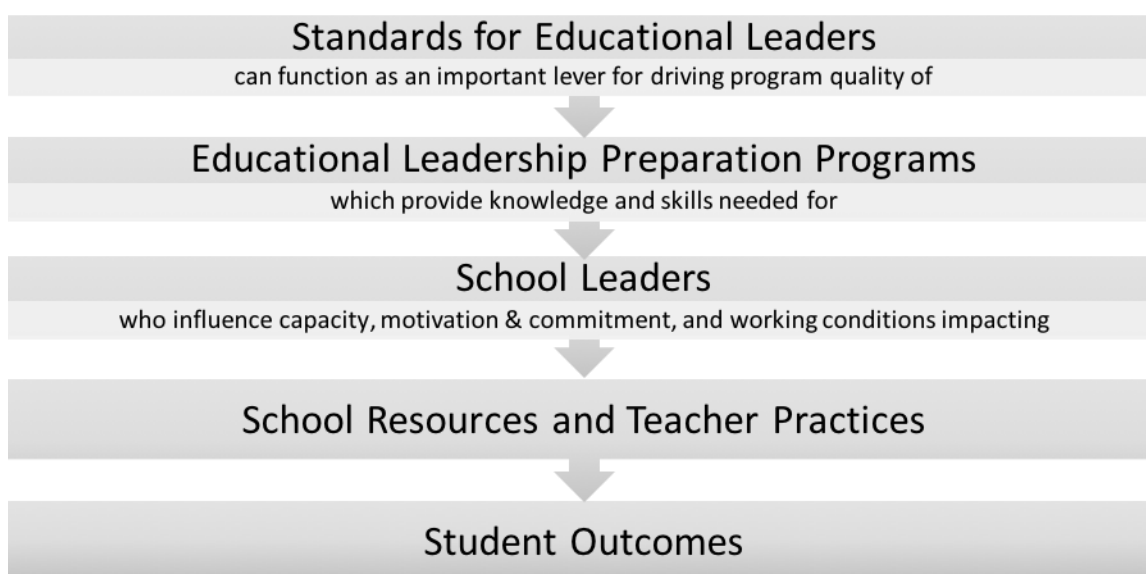 Standards for Educational Leaders
can function as an important lever for driving program quality of
Educational Leadership Preparation Programs
which provide knowledge and skills needed for
School Leaders
who influence capacity, motivation & commitment, and working conditions impacting
School Resources and Teacher Practices
Student Outcomes